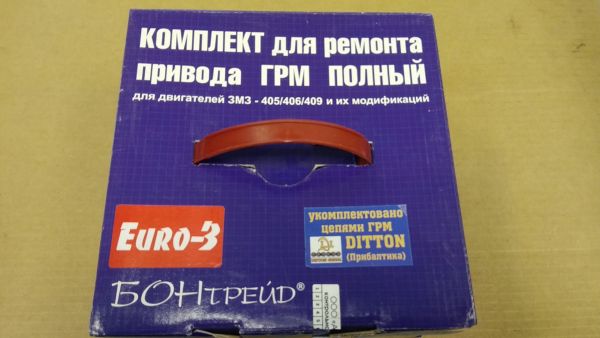 КОМПЛЕКТ для ремонта
привода ГРМ ПОЛНЫЙ
для двигателей ЗМЗ - 405/406/409 и их модификаций
EURO-3
укомплектовано
цепями ГРМ
DITTON
(Прибалтика)
БОНТРЕЙД®
ООО